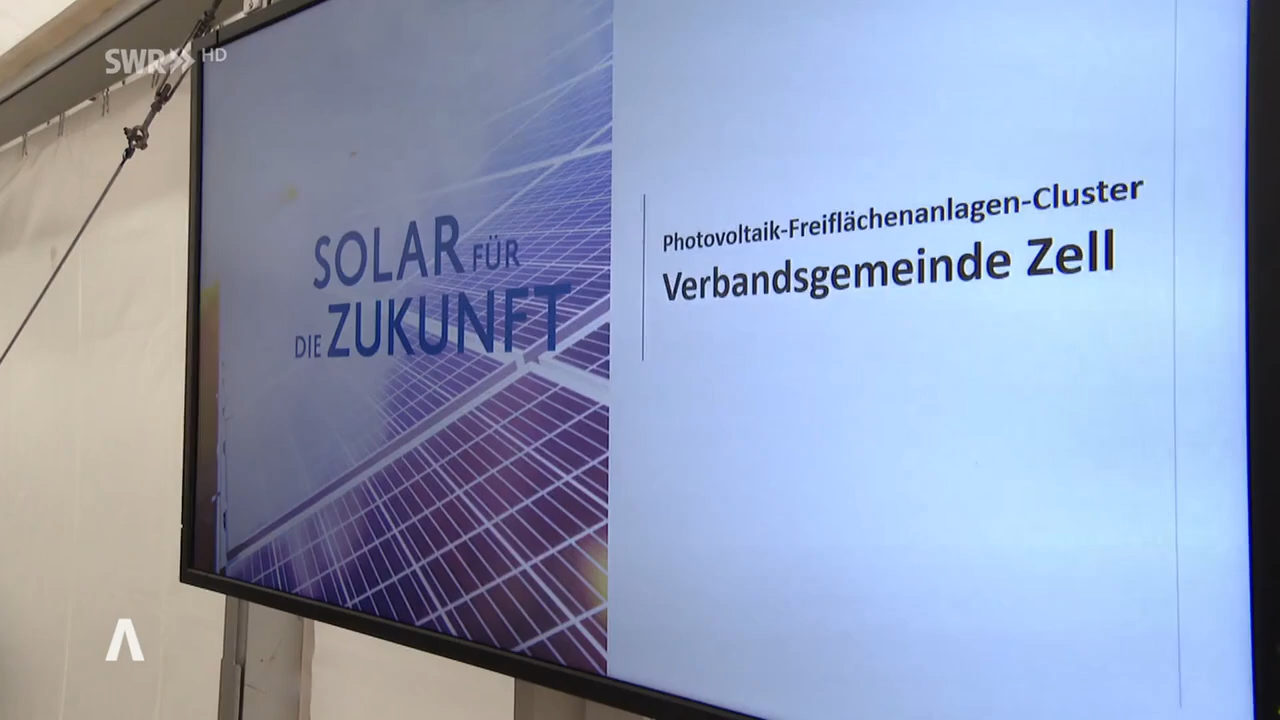 SWR HD
SOLAR FÜR
DIE ZUKUNFT
Photovoltaik-Freiflächenanlagen-Cluster
Verbandsgemeinde Zell